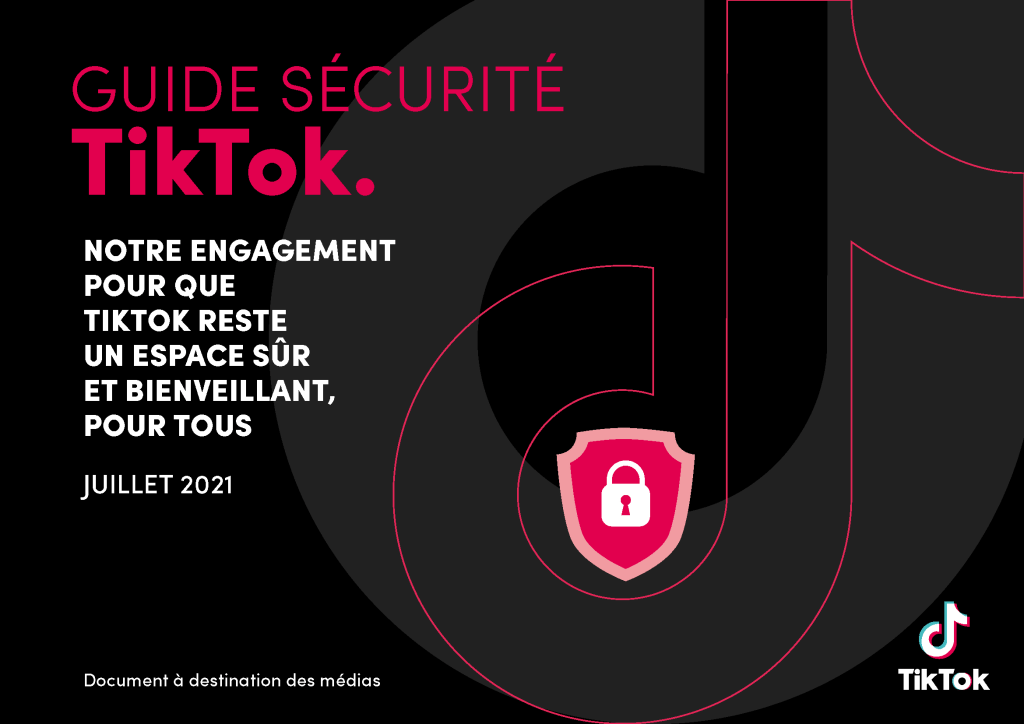 GUIDE SÉCURITÉ
TikTok.
NOTRE ENGAGEMENT
POUR QUE
TIKTOK RESTE
UN ESPACE SÛR
ET BIENVEILLANT,
POUR TOUS
JUILLET 2021
Document à destination des médias
TikTok